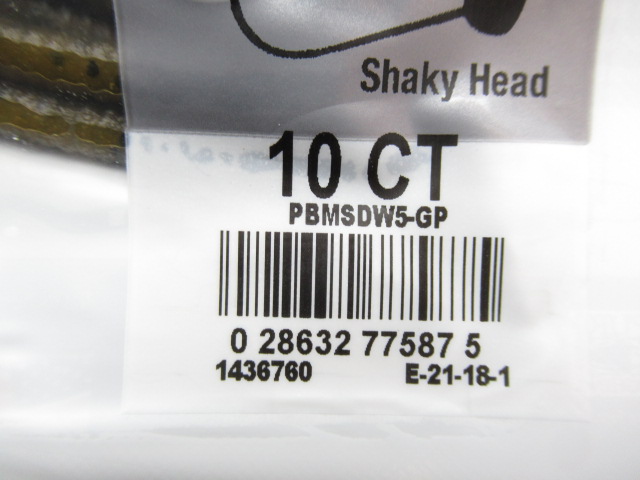 Shaky Head
10 CT
PBMSDW5-GP
0 28632 77587 5
1436760 E-21-18-1